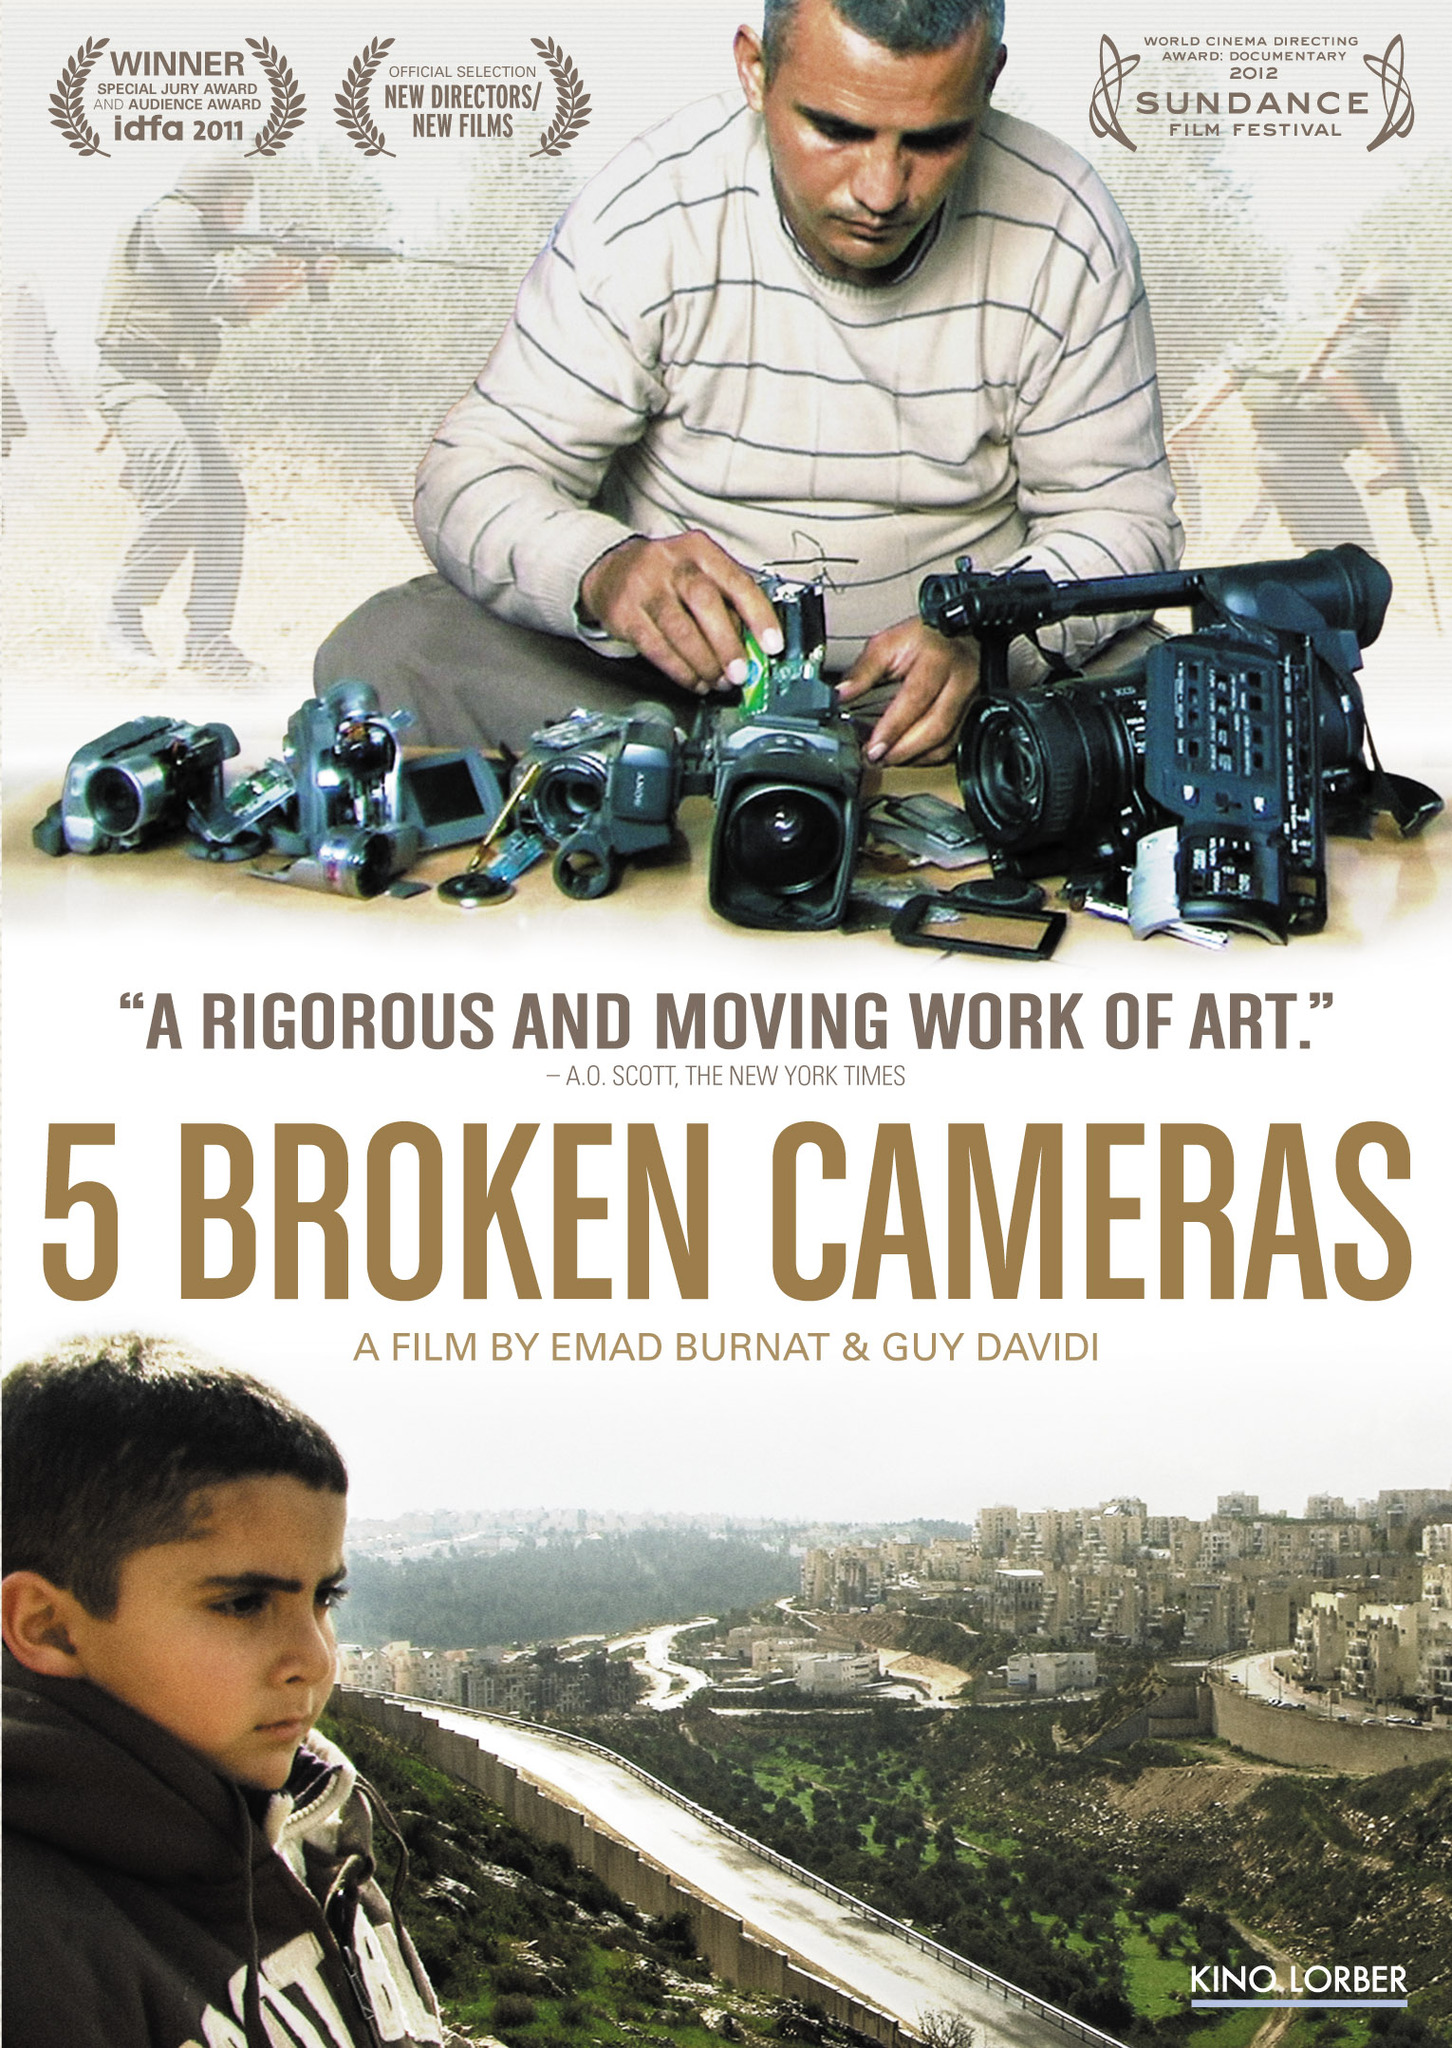 WINNER
SPECIAL JURY AWARD
AND AUDIENCE AWARD
idfa 2011
OFFICIAL SELECTION
NEW DIRECTORS/
NEW FILMS
WORLD CINEMA DIRECTING
AWARD: DOCUMENTARY
2012
SUNDANCE
FILM FESTIVAL
SONY
“A RIGOROUS AND MOVING WORK OF ART.”
– A.O. SCOTT, THE NEW YORK TIMES
5 BROKEN CAMERAS
A FILM BY EMAD BURNAT & GUY DAVIDI
KINO LORBER